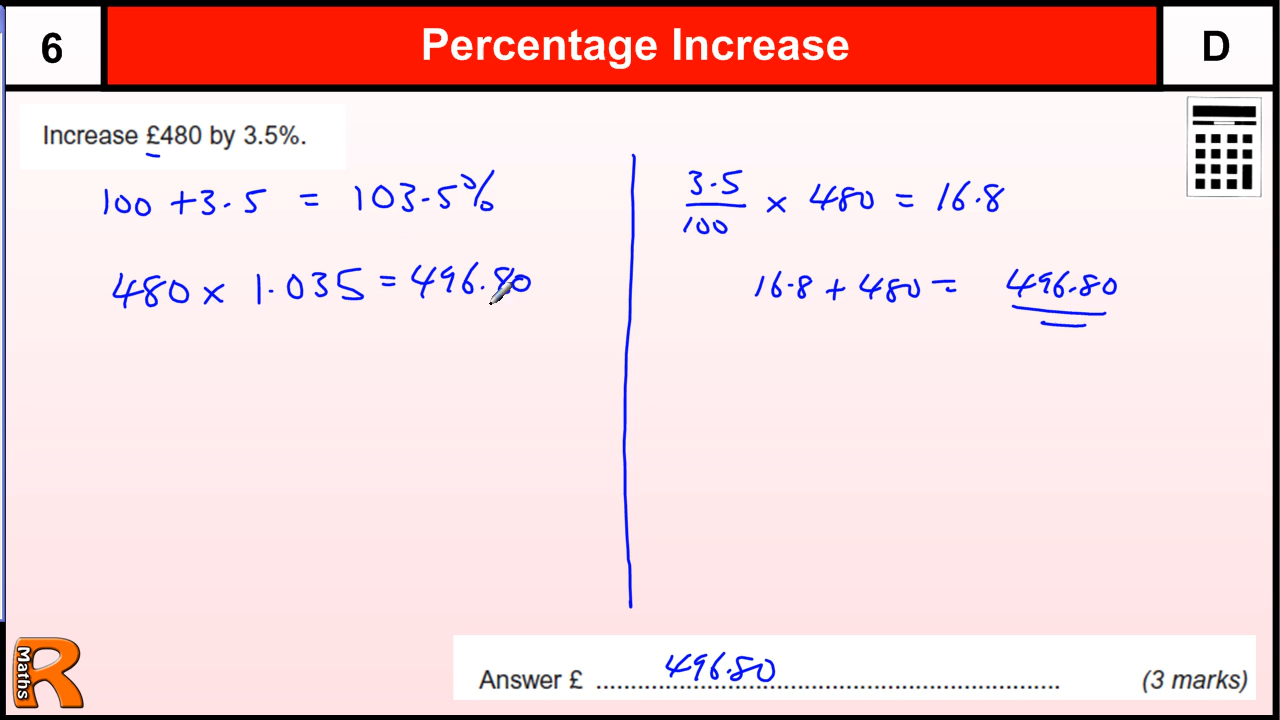 6
Percentage Increase
D
Increase £480 by 3.5%.
100 + 3.5 = 103.5%
480 × 1.035 = 496.80
3.5/100 × 480 = 16.8
16.8 + 480 = 496.80
R Maths
Answer £ 496.80 (3 marks)